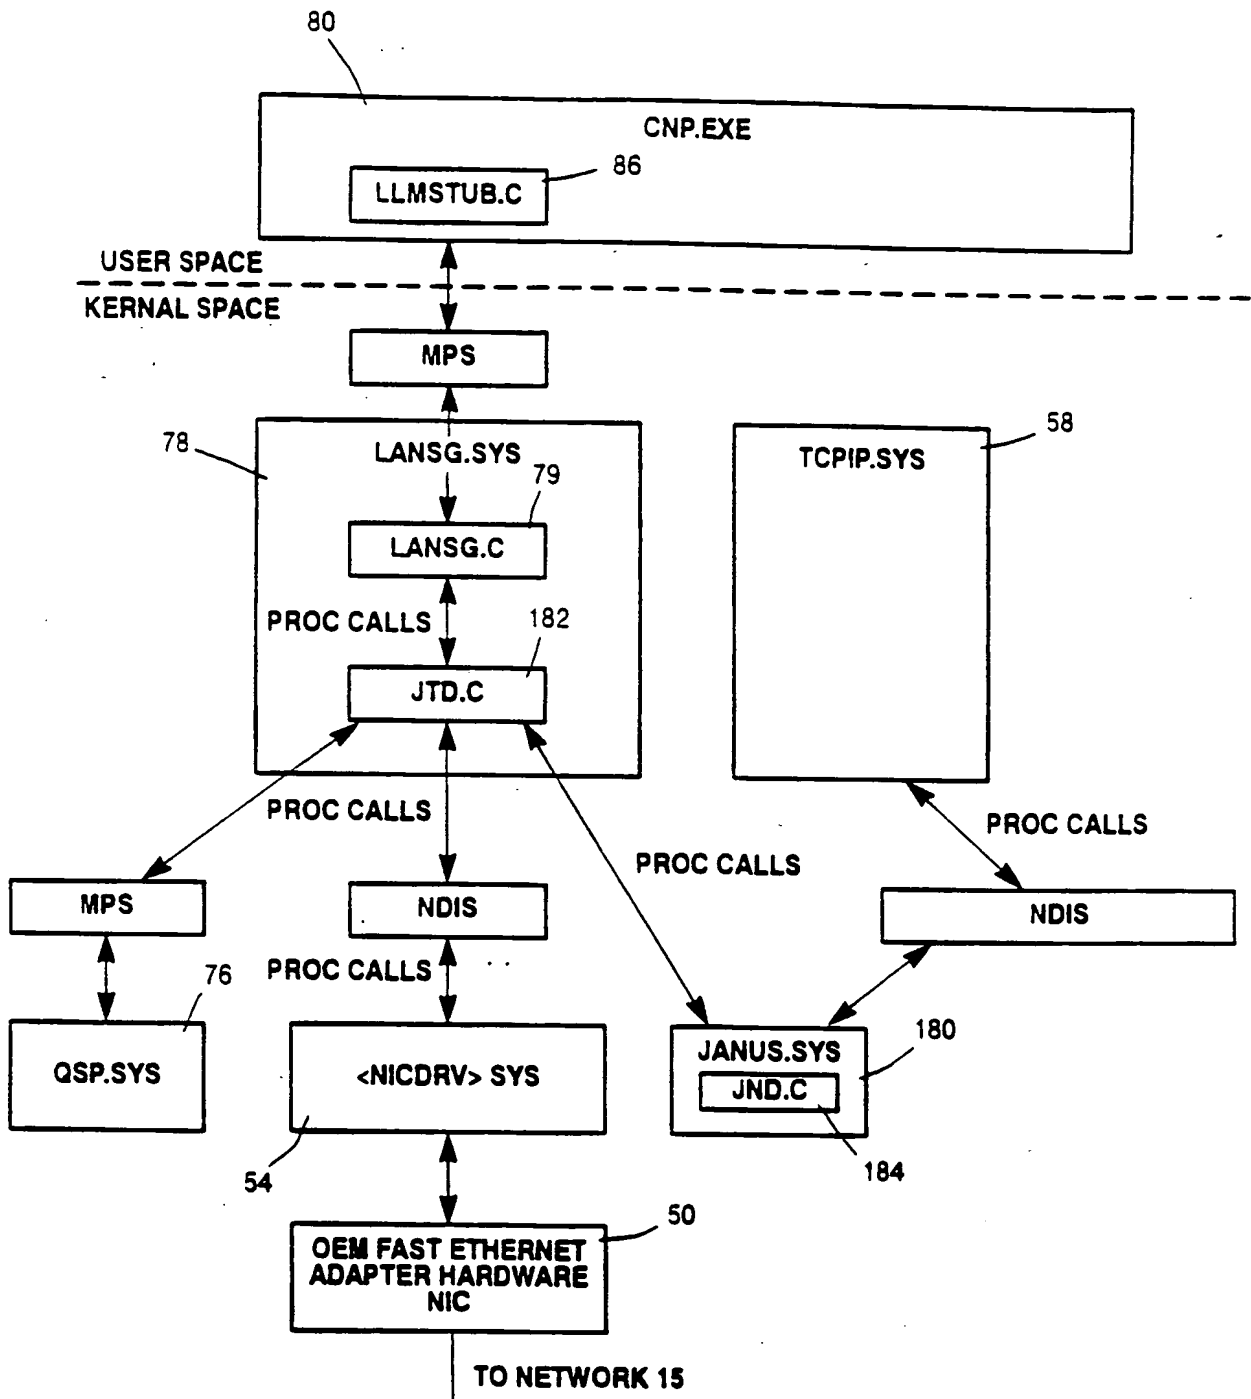 80
CNP.EXE
86
LLMSTUB.C
USER SPACE
KERNAL SPACE
MPS
78
LANSG.SYS
58
TCPIP.SYS
79
LANSG.C
PROC CALLS
182
JTD.C
PROC CALLS
PROC CALLS
PROC CALLS
MPS
NDIS
NDIS
PROC CALLS
76
QSP.SYS
<NICDRV> SYS
JANUS.SYS
180
JND.C
54
184
50
OEM FAST ETHERNET
ADAPTER HARDWARE
NIC
TO NETWORK 15